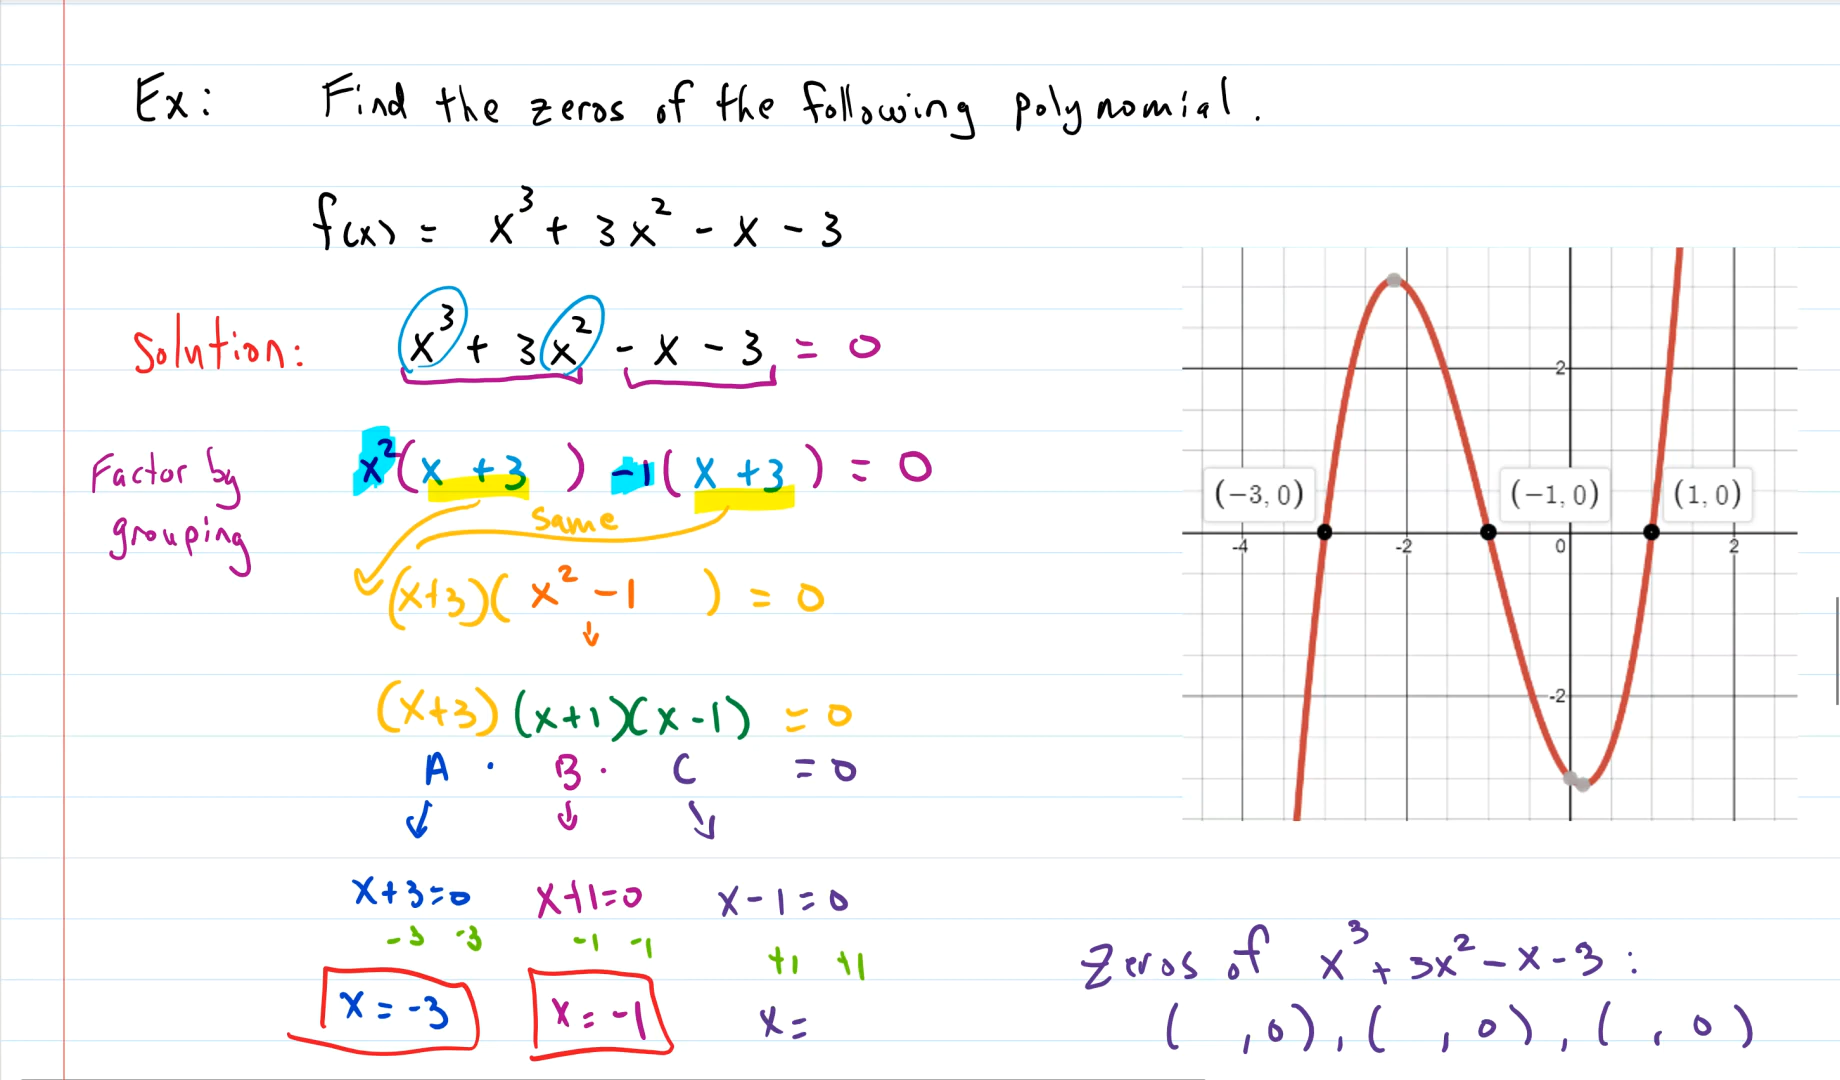 Ex: Find the zeros of the following polynomial.
f(x) = x³ + 3x² - x - 3
Solution: x³ + 3x² - x - 3 = 0
Factor by grouping
x²(x + 3) -1(x + 3) = 0
same
(x+3)(x² - 1) = 0
(x+3)(x+1)(x-1) = 0
A · B · C = 0
x+3=0 x+1=0 x-1=0
-3 -3 -1 -1 +1 +1
x = -3 x = -1 x =
2
(−3, 0) (−1, 0) (1, 0)
-4 -2 0 2
-2
Zeros of x³ + 3x² - x - 3 :
( , 0), ( , 0), ( , 0)